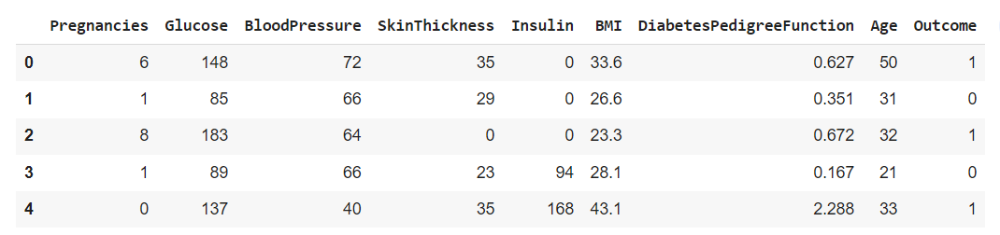 Pregnancies Glucose BloodPressure SkinThickness Insulin BMI DiabetesPedigreeFunction Age Outcome
0 6 148 72 35 0 33.6 0.627 50 1
1 1 85 66 29 0 26.6 0.351 31 0
2 8 183 64 0 0 23.3 0.672 32 1
3 1 89 66 23 94 28.1 0.167 21 0
4 0 137 40 35 168 43.1 2.288 33 1